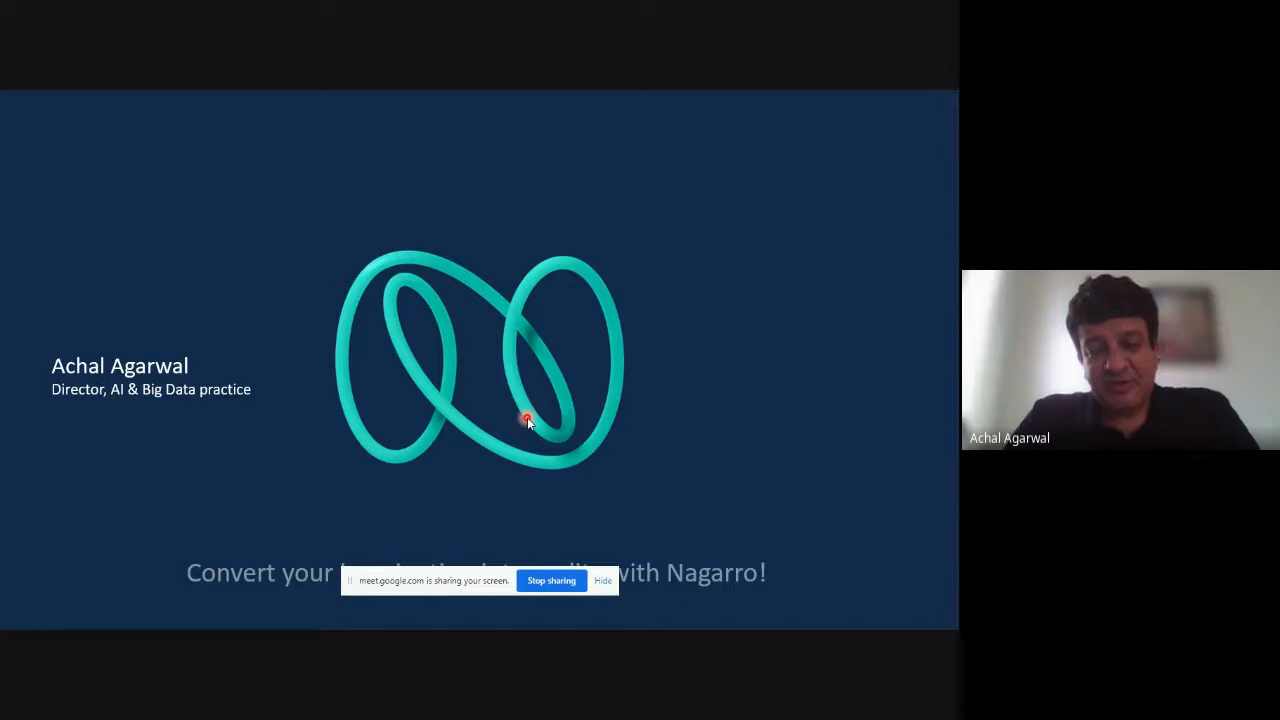 Achal Agarwal
Director, AI & Big Data practice
Convert your with Nagarro!
meet.google.com is sharing your screen. Stop sharing Hide
Achal Agarwal